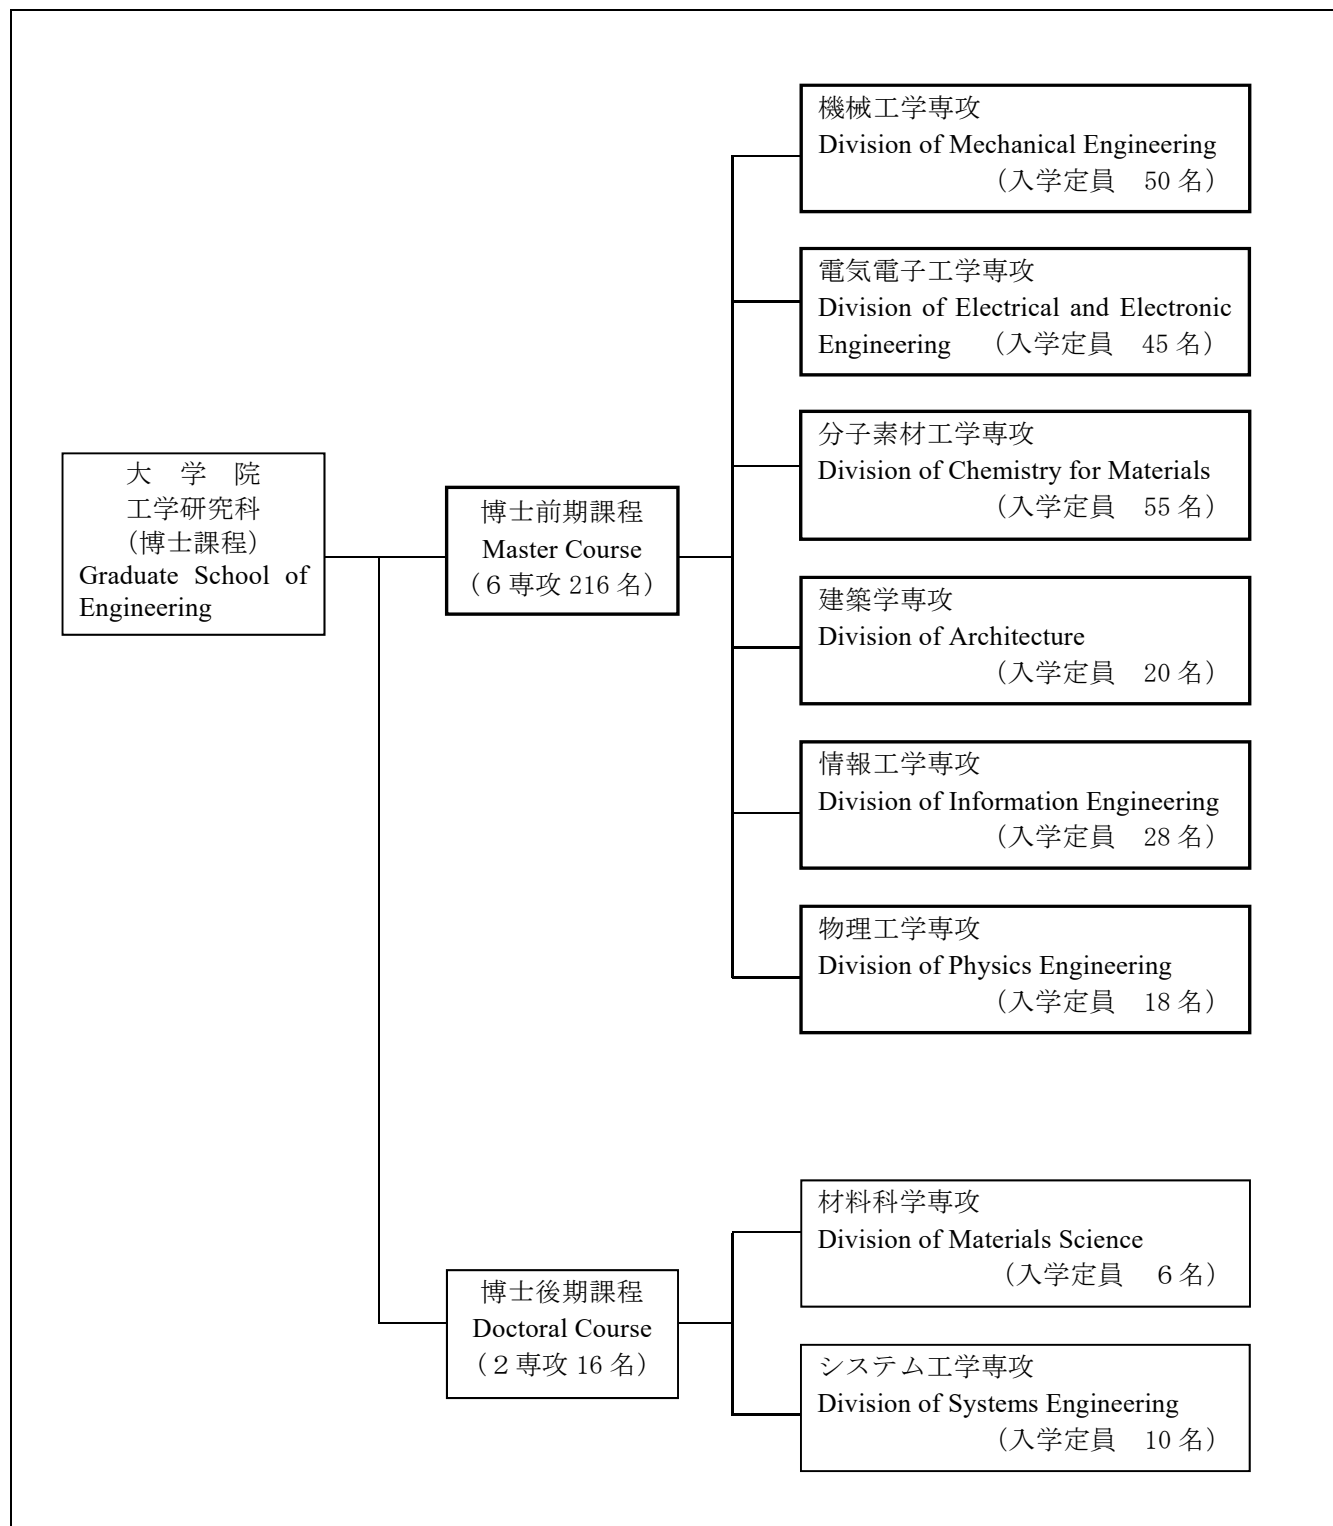 大 学 院
工学研究科
（博士課程）
Graduate School of
Engineering
博士前期課程
Master Course
（６専攻 216 名）
機械工学専攻
Division of Mechanical Engineering
（入学定員　50 名）
電気電子工学専攻
Division of Electrical and Electronic
Engineering　（入学定員　45 名）
分子素材工学専攻
Division of Chemistry for Materials
（入学定員　55 名）
建築学専攻
Division of Architecture
（入学定員　20 名）
情報工学専攻
Division of Information Engineering
（入学定員　28 名）
物理工学専攻
Division of Physics Engineering
（入学定員　18 名）
博士後期課程
Doctoral Course
（２専攻 16 名）
材料科学専攻
Division of Materials Science
（入学定員　６名）
システム工学専攻
Division of Systems Engineering
（入学定員　10 名）